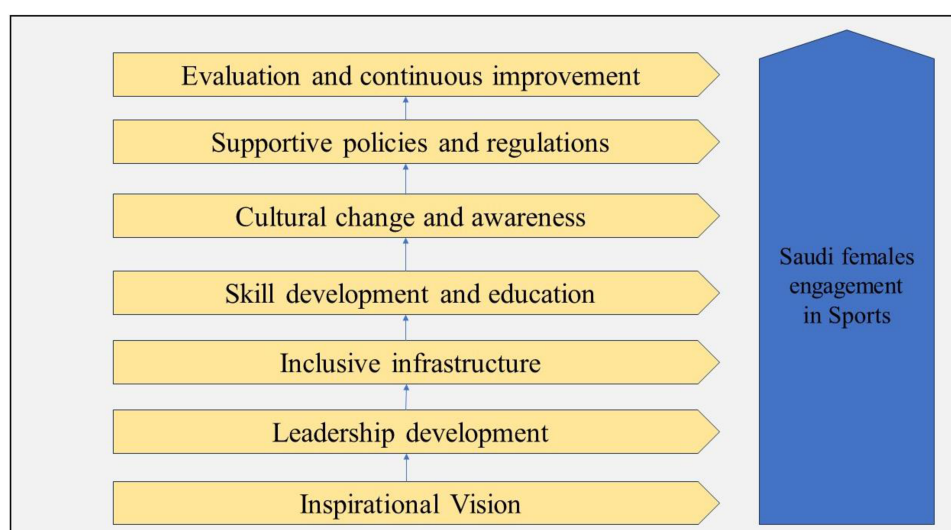 Evaluation and continuous improvement
Supportive policies and regulations
Cultural change and awareness
Skill development and education
Inclusive infrastructure
Leadership development
Inspirational Vision
Saudi females
engagement
in Sports